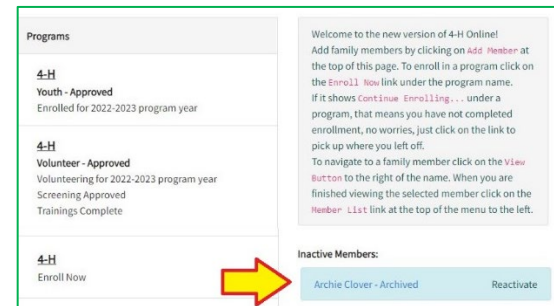 Programs
4-H
Youth - Approved
Enrolled for 2022-2023 program year
4-H
Volunteer - Approved
Volunteering for 2022-2023 program year
Screening Approved
Trainings Complete
4-H
Enroll Now
Welcome to the new version of 4-H Online!
Add family members by clicking on Add Member at
the top of this page. To enroll in a program click on
the Enroll Now link under the program name.
If it shows Continue Enrolling... under a
program, that means you have not completed
enrollment, no worries, just click on the link to
pick up where you left off.
To navigate to a family member click on the View
Button to the right of the name. When you are
finished viewing the selected member click on the
Member List link at the top of the menu to the left.
Inactive Members:
Archie Clover - Archived Reactivate